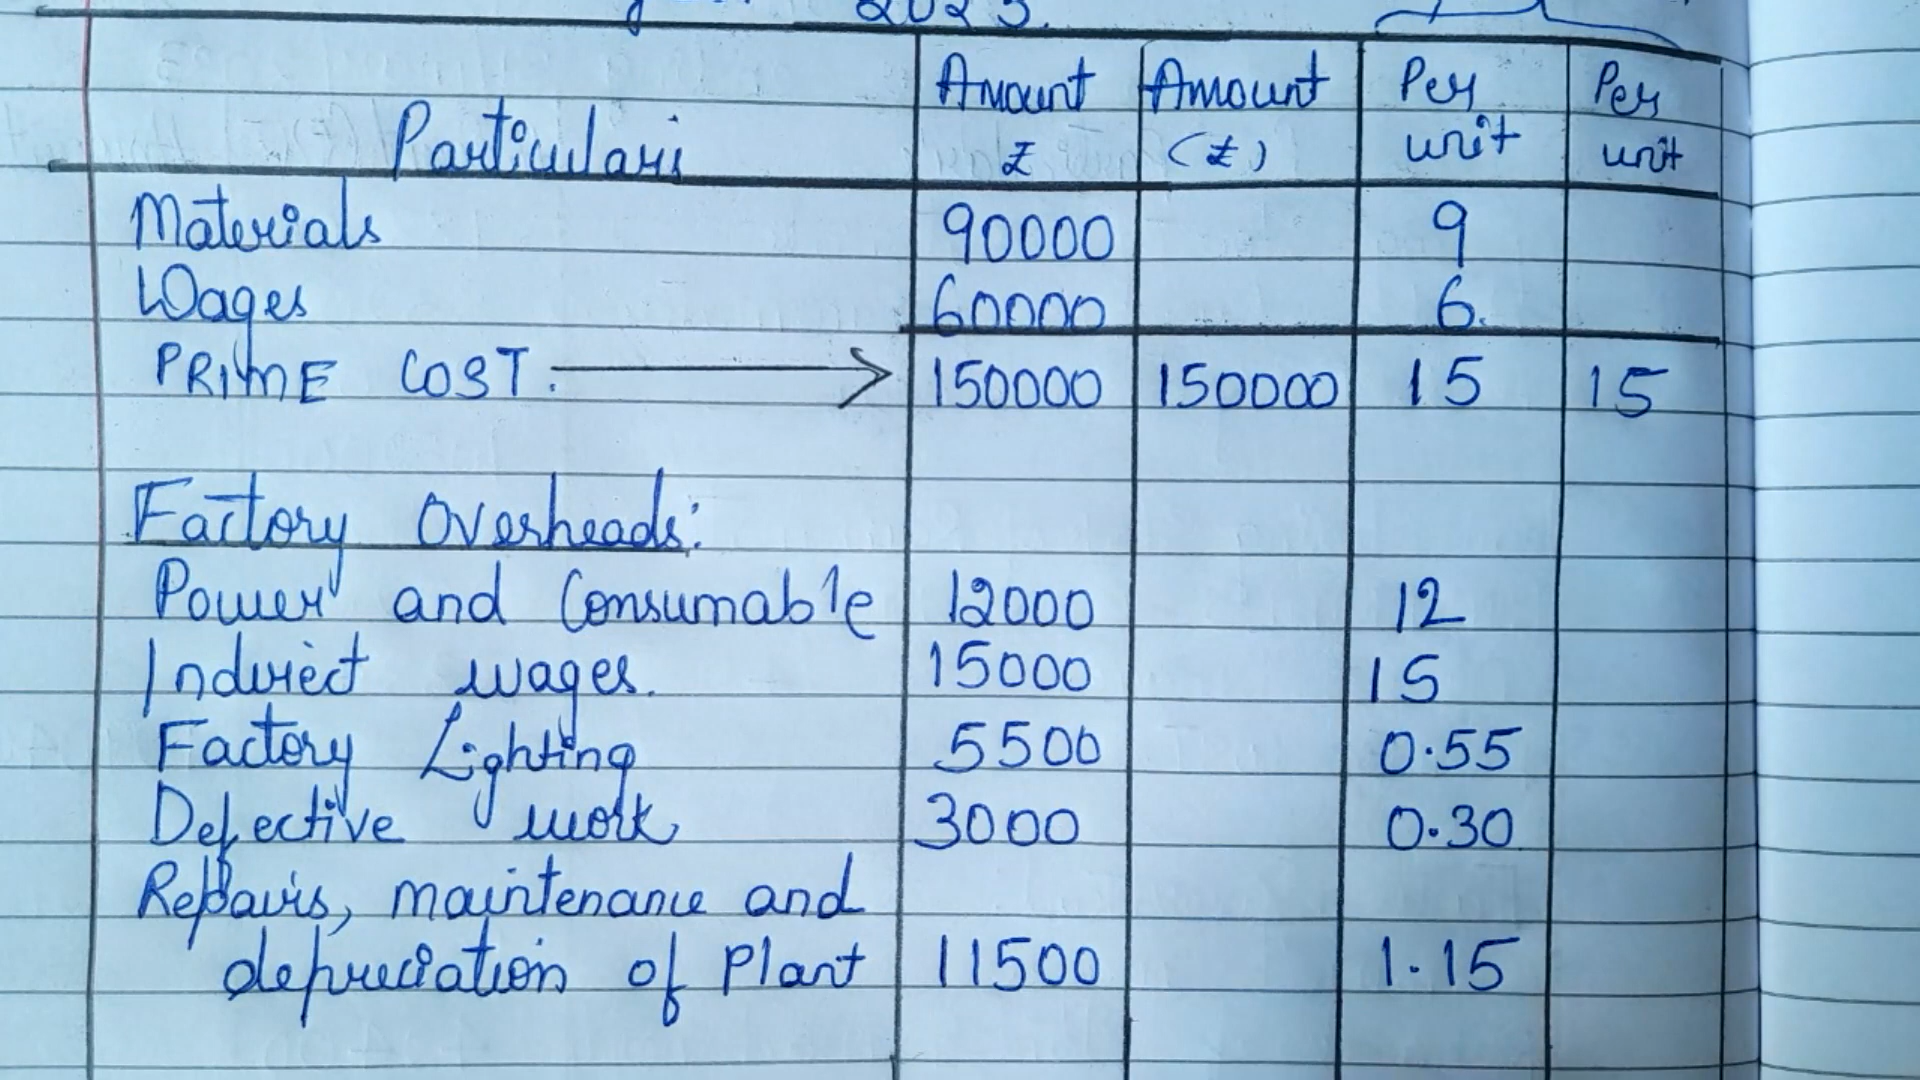 2023.
Particulars Amount ₹ Amount (₹) Per unit Per unit
Materials 90000 9
Wages 60000 6.
PRIME COST. → 150000 150000 15 15
Factory Overheads:
Power and Consumable 12000 12
Indirect wages. 15000 15
Factory Lighting 5500 0.55
Defective work 3000 0.30
Repairs, maintenance and
depreciation of Plant 11500 1.15